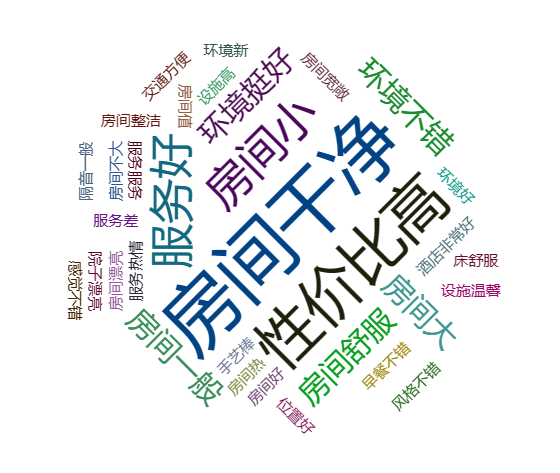 环境新
交通方便
设施高
环境挺好
房间宽敞
环境不错
房间值
房间整洁
房间小
房间干净
隔音一般
房间不大
服务好
环境好
服务差
性价比高
酒店非常好
床舒服
感觉不错
院子漂亮
房间漂亮
服务热情
设施温馨
房间大
房间一般
手艺棒
房间热
房间好
房间舒服
早餐不错
风格不错
位置好